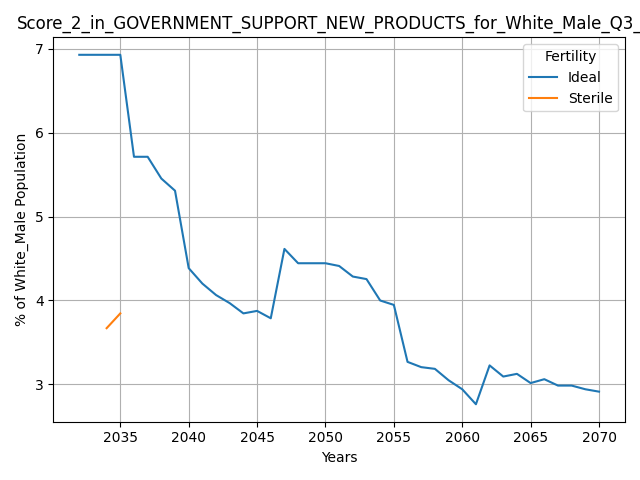 Score_2_in_GOVERNMENT_SUPPORT_NEW_PRODUCTS_for_White_Male_Q3_
Fertility
Ideal
Sterile
% of White_Male Population
7
6
5
4
3
2035 2040 2045 2050 2055 2060 2065 2070
Years